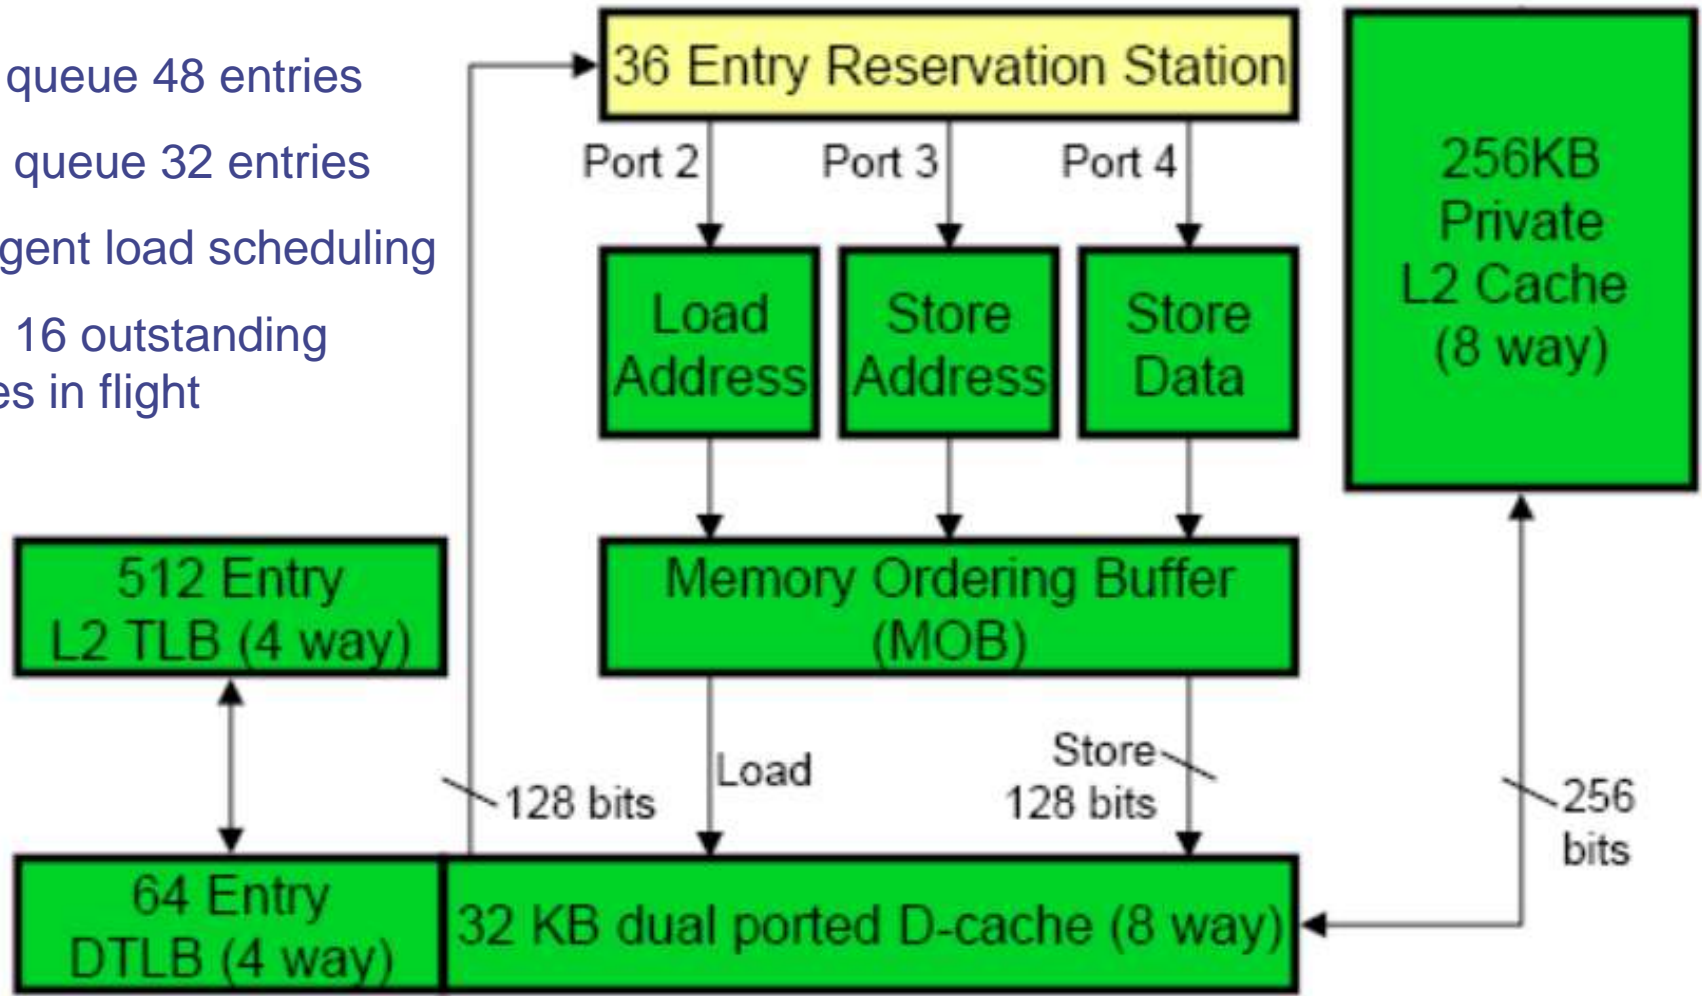 queue 48 entries
queue 32 entries
gent load scheduling
16 outstanding
es in flight
36 Entry Reservation Station
Port 2
Port 3
Port 4
Load
Address
Store
Address
Store
Data
256KB
Private
L2 Cache
(8 way)
512 Entry
L2 TLB (4 way)
Memory Ordering Buffer
(MOB)
128 bits
Load
Store
128 bits
256
bits
64 Entry
DTLB (4 way)
32 KB dual ported D-cache (8 way)